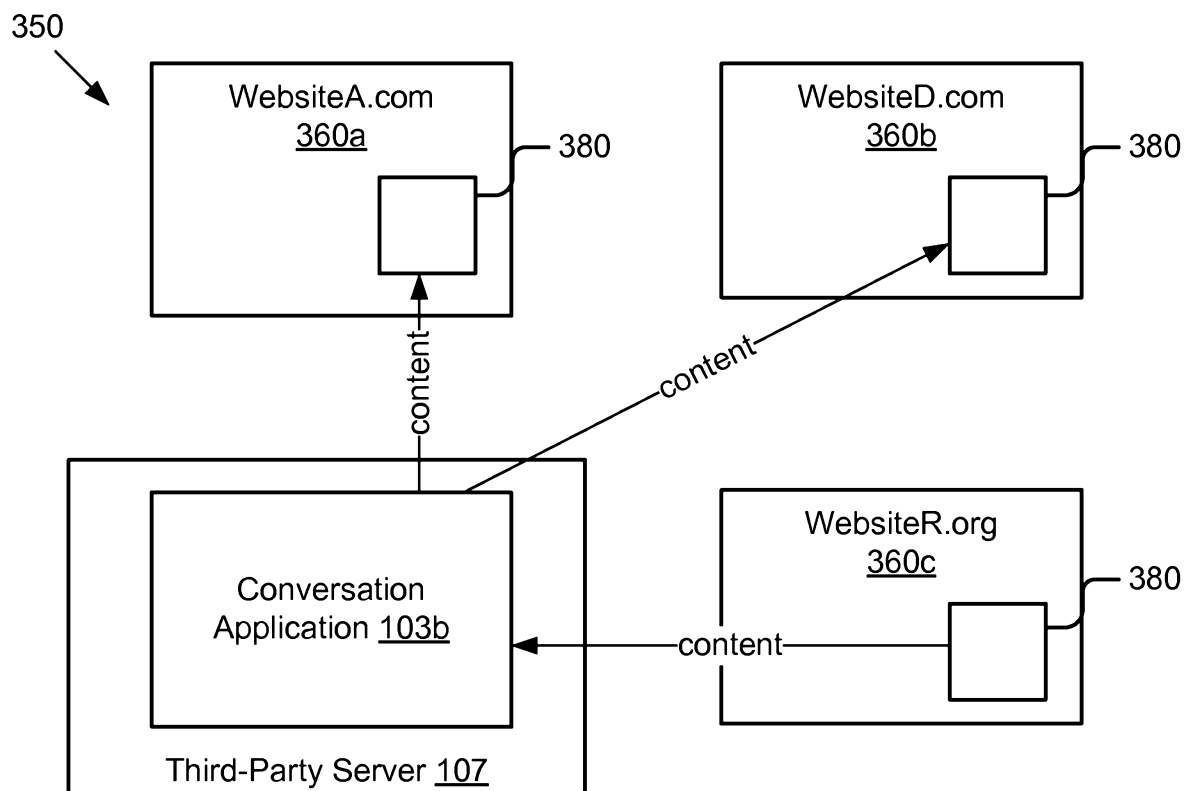 350
WebsiteA.com
360a
380
WebsiteD.com
360b
380
content
content
WebsiteR.org
360c
380
content
Conversation
Application 103b
Third-Party Server 107